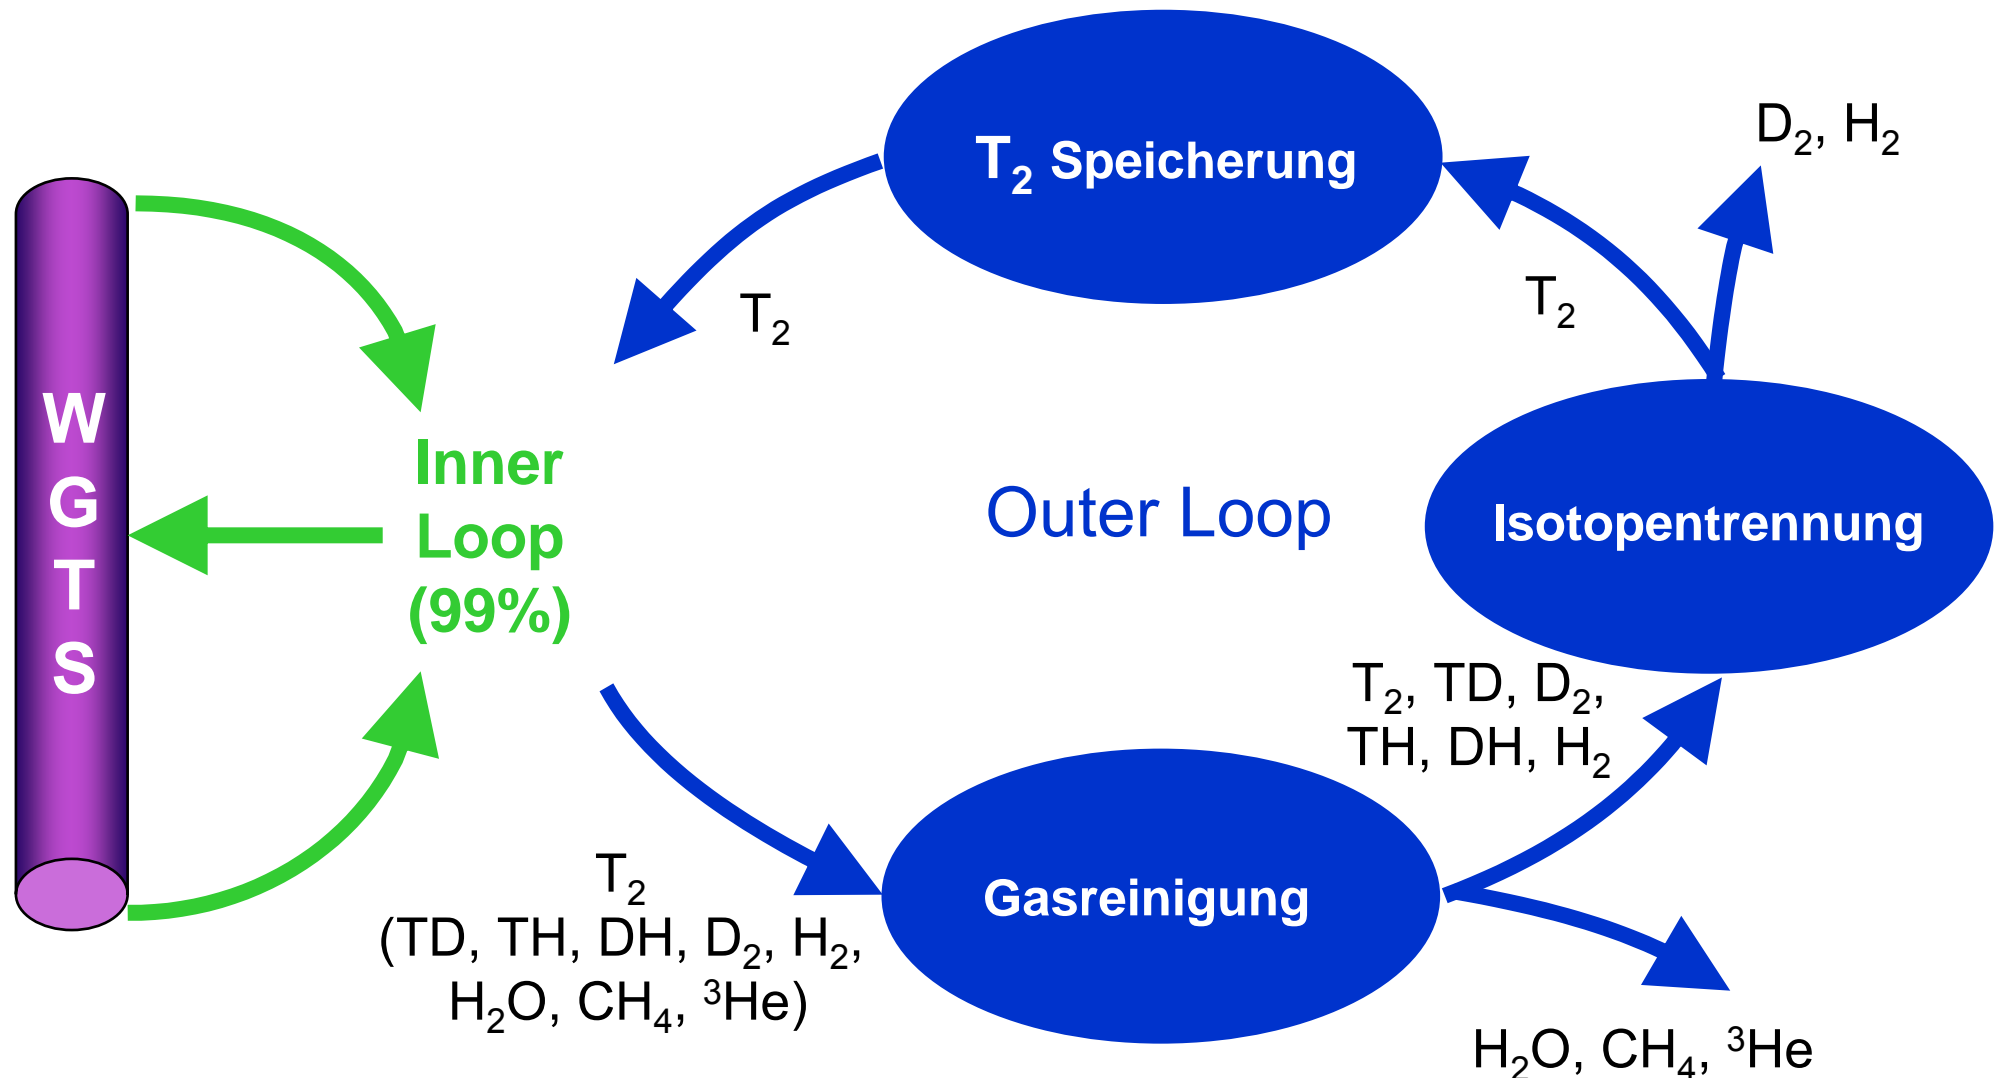 W
G
T
S
Inner
Loop
(99%)
T₂ Speicherung
D₂, H₂
T₂
T₂
Outer Loop
Isotopentrennung
T₂, TD, D₂,
TH, DH, H₂
Gasreinigung
T₂
(TD, TH, DH, D₂, H₂,
H₂O, CH₄, ³He)
H₂O, CH₄, ³He